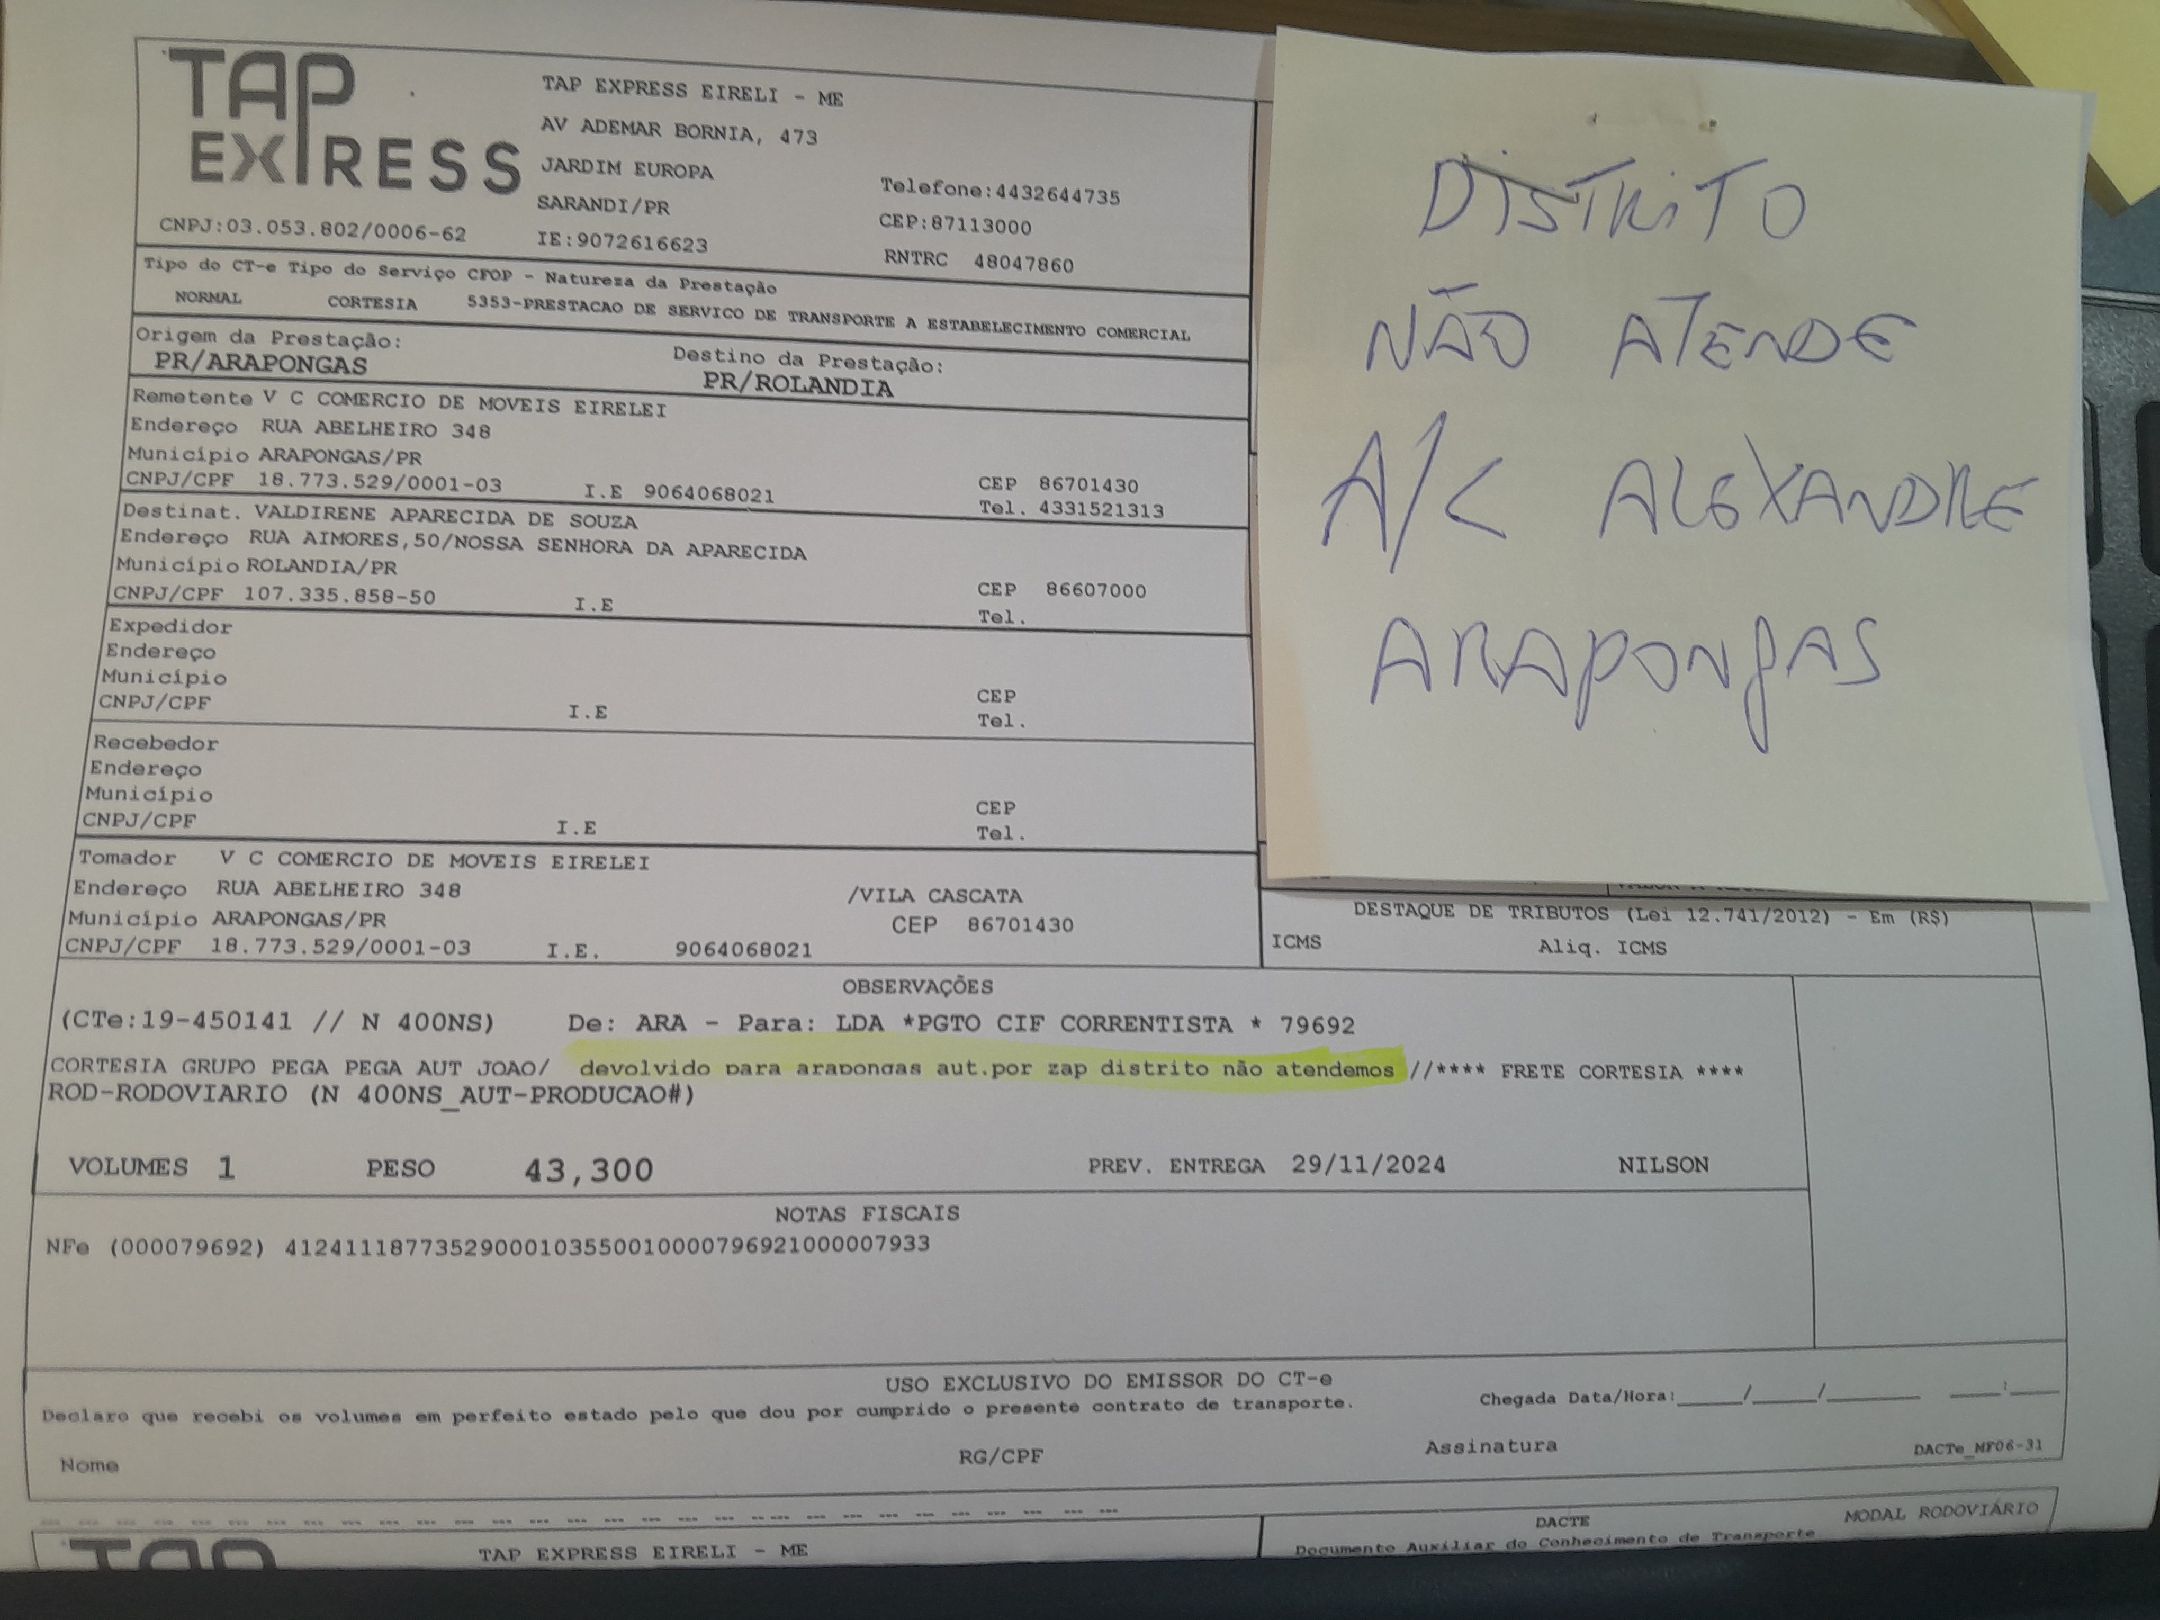 TAP
EXPRESS
TAP EXPRESS EIRELI - ME
AV ADEMAR BORNIA, 473
JARDIM EUROPA
SARANDI/PR
Telefone:4432644735
CEP:87113000
CNPJ:03.053.802/0006-62
IE:9072616623
RNTRC 48047860
Tipo do CT-e Tipo do Serviço CFOP - Natureza da Prestação
NORMAL CORTESIA 5353-PRESTACAO DE SERVICO DE TRANSPORTE A ESTABELECIMENTO COMERCIAL
Origem da Prestação: Destino da Prestação:
PR/ARAPONGAS PR/ROLANDIA
Remetente V C COMERCIO DE MOVEIS EIRELEI
Endereço RUA ABELHEIRO 348
Município ARAPONGAS/PR CEP 86701430
CNPJ/CPF 18.773.529/0001-03 I.E 9064068021 Tel. 4331521313
Destinat. VALDIRENE APARECIDA DE SOUZA
Endereço RUA AIMORES,50/NOSSA SENHORA DA APARECIDA
Município ROLANDIA/PR CEP 86607000
CNPJ/CPF 107.335.858-50 I.E Tel.
Expedidor
Endereço
Município CEP
CNPJ/CPF I.E Tel.
Recebedor
Endereço
Município CEP
CNPJ/CPF I.E Tel.
Tomador V C COMERCIO DE MOVEIS EIRELEI
Endereço RUA ABELHEIRO 348 /VILA CASCATA
Município ARAPONGAS/PR CEP 86701430
CNPJ/CPF 18.773.529/0001-03 I.E. 9064068021
DISTRITO
NÃO ATENDE
A/C ALEXANDRE
ARAPONGAS
DESTAQUE DE TRIBUTOS (Lei 12.741/2012) - Em (R$)
ICMS Aliq. ICMS
OBSERVAÇÕES
(CTe:19-450141 // N 400NS) De: ARA - Para: LDA *PGTO CIF CORRENTISTA * 79692
CORTESIA GRUPO PEGA PEGA AUT JOAO/ devolvido para arapongas aut.por zap distrito não atendemos //**** FRETE CORTESIA ****
ROD-RODOVIARIO (N 400NS_AUT-PRODUCAO#)
VOLUMES 1 PESO 43,300 PREV. ENTREGA 29/11/2024 NILSON
NOTAS FISCAIS
NFe (000079692) 41241118773529000103550010000796921000007933
USO EXCLUSIVO DO EMISSOR DO CT-e
Declaro que recebi os volumes em perfeito estado pelo que dou por cumprido o presente contrato de transporte. Chegada Data/Hora:____/____/______ ___:___
Nome RG/CPF Assinatura DACTe_NF06-31
TAP
TAP EXPRESS EIRELI - ME
DACTE MODAL RODOVIÁRIO
Documento Auxiliar do Conhecimento de Transporte